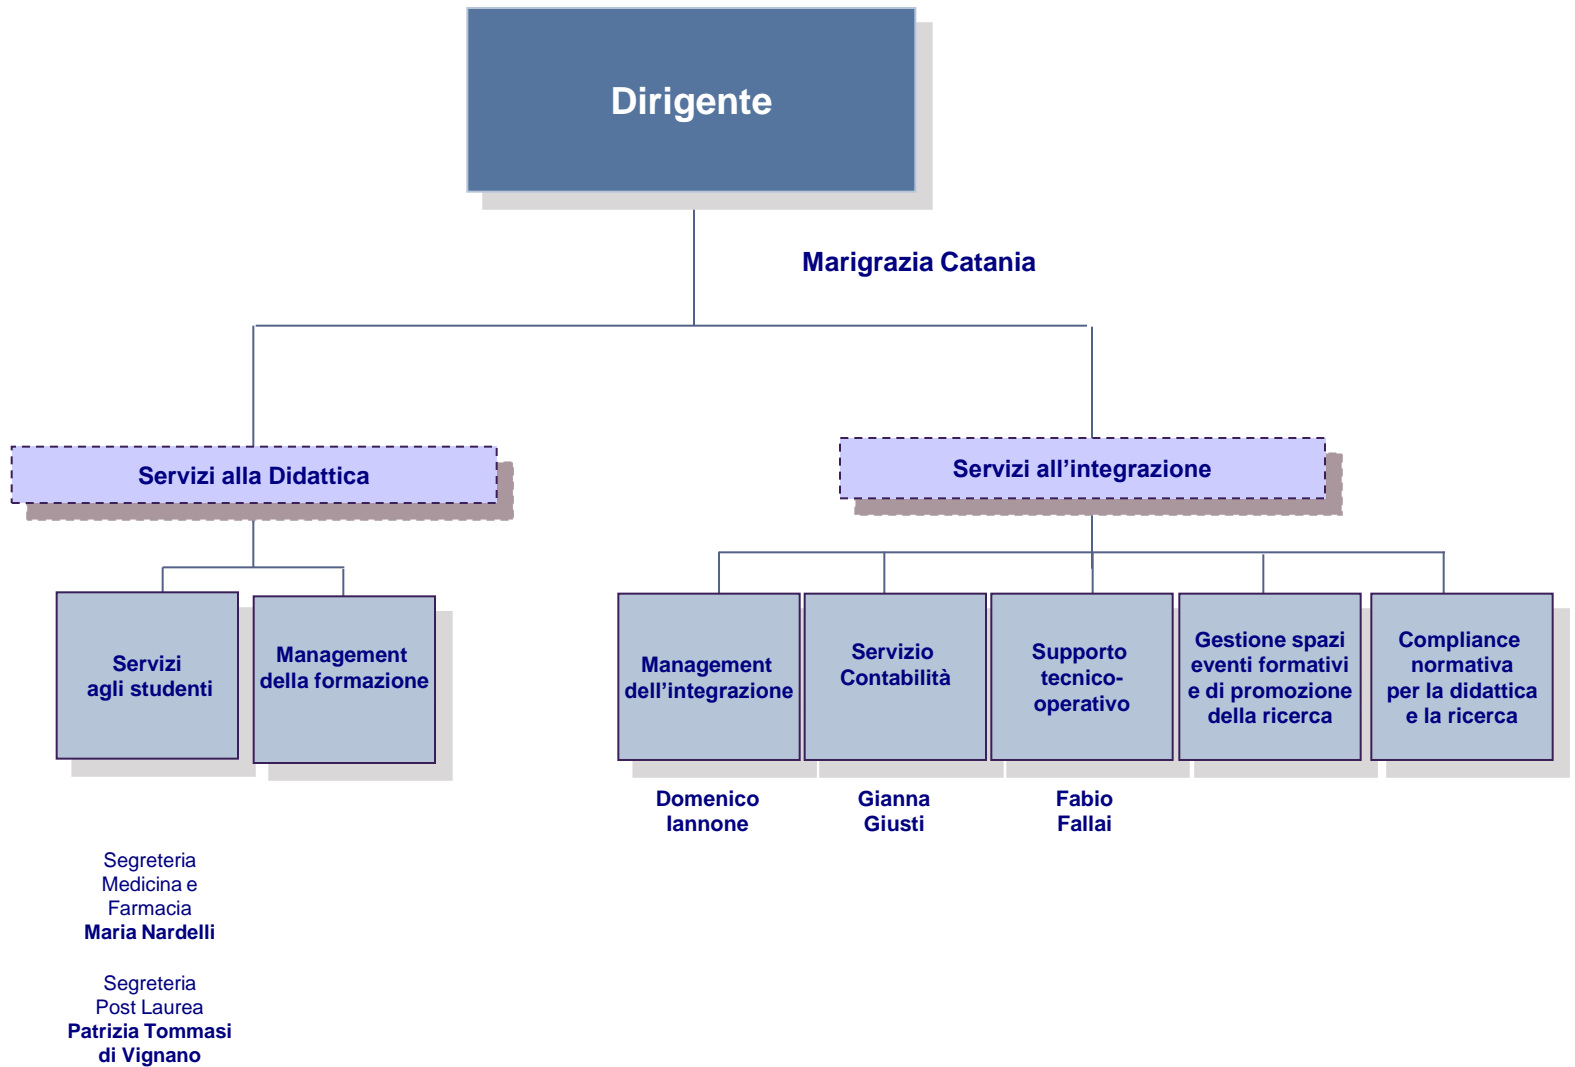 Dirigente
Marigrazia Catania
Servizi alla Didattica
Servizi all’integrazione
Servizi
agli studenti
Management
della formazione
Management
dell’integrazione
Servizio
Contabilità
Supporto
tecnico-
operativo
Gestione spazi
eventi formativi
e di promozione
della ricerca
Compliance
normativa
per la didattica
e la ricerca
Domenico
Iannone
Gianna
Giusti
Fabio
Fallai
Segreteria
Medicina e
Farmacia
Maria Nardelli
Segreteria
Post Laurea
Patrizia Tommasi
di Vignano